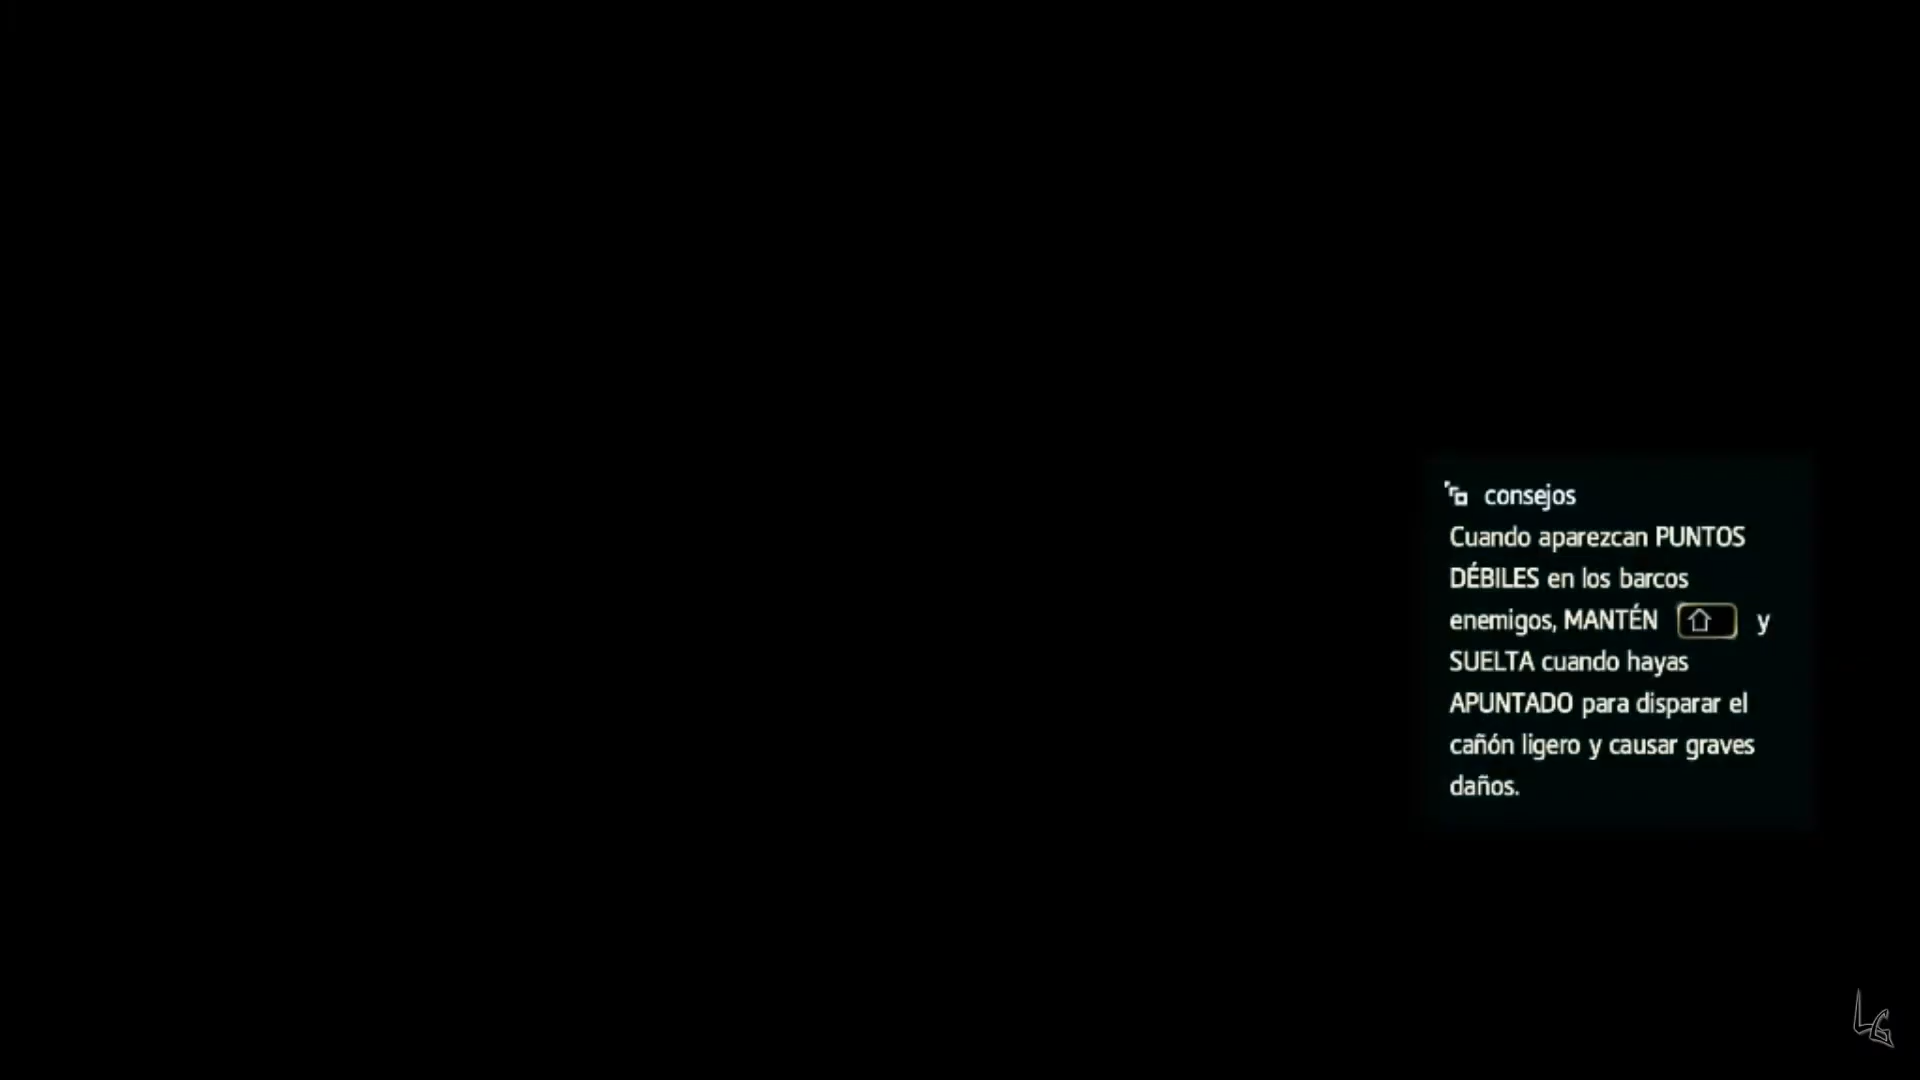 consejos
Cuando aparezcan PUNTOS
DÉBILES en los barcos
enemigos, MANTÉN y
SUELTA cuando hayas
APUNTADO para disparar el
cañón ligero y causar graves
daños.
LG